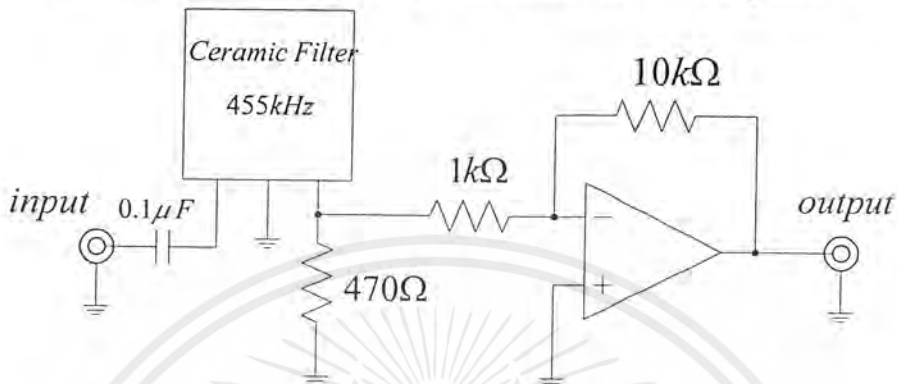 Ceramic Filter
455kHz
10kΩ
1kΩ
input
0.1μF
output
470Ω
−
+